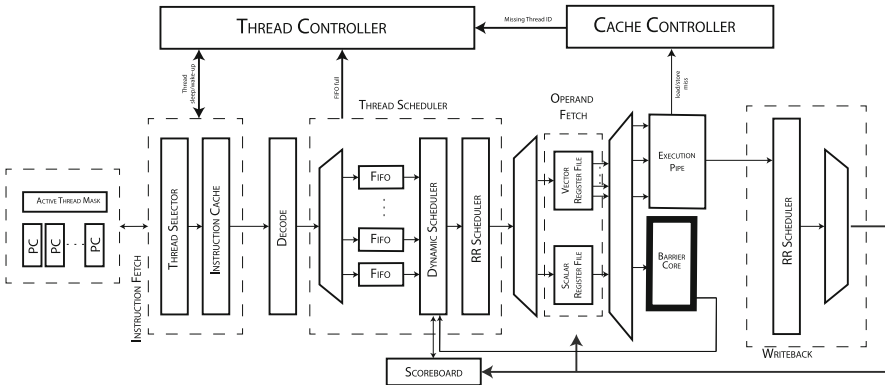 THREAD CONTROLLER
Missing Thread ID
CACHE CONTROLLER
Thread
sleep/wake-up
FIFO full
load/store
miss
THREAD SCHEDULER
OPERAND
FETCH
ACTIVE THREAD MASK
PC
PC
PC
INSTRUCTION FETCH
THREAD SELECTOR
INSTRUCTION CACHE
DECODE
FIFO
FIFO
FIFO
DYNAMIC SCHEDULER
RR SCHEDULER
VECTOR
REGISTER FILE
SCALAR
REGISTER FILE
EXECUTION
PIPE
BARRIER
CORE
RR SCHEDULER
WRITEBACK
SCOREBOARD